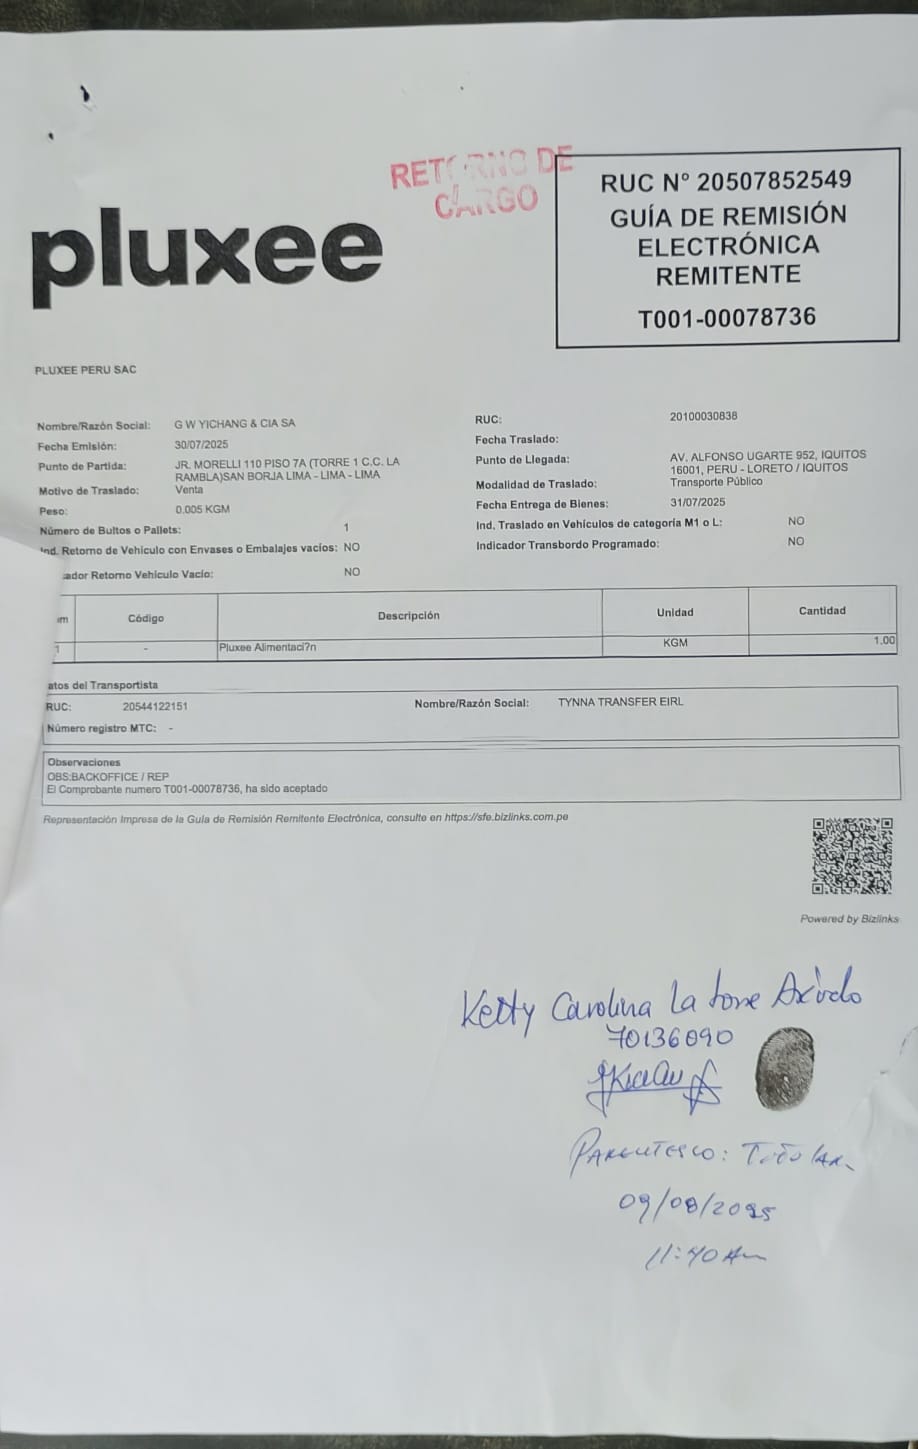 RETORNO DE
CARGO
pluxee
RUC N° 20507852549
GUÍA DE REMISIÓN
ELECTRÓNICA
REMITENTE
T001-00078736
PLUXEE PERU SAC
Nombre/Razón Social: G W YICHANG & CIA SA
Fecha Emisión: 30/07/2025
Punto de Partida: JR. MORELLI 110 PISO 7A (TORRE 1 C.C. LA
RAMBLA)SAN BORJA LIMA - LIMA - LIMA
Motivo de Traslado: Venta
Peso: 0.005 KGM
Número de Bultos o Pallets: 1
Ind. Retorno de Vehiculo con Envases o Embalajes vacíos: NO
ador Retorno Vehiculo Vacío: NO
RUC: 20100030838
Fecha Traslado:
Punto de Llegada: AV. ALFONSO UGARTE 952, IQUITOS
16001, PERU - LORETO / IQUITOS
Modalidad de Traslado: Transporte Público
Fecha Entrega de Bienes: 31/07/2025
Ind. Traslado en Vehículos de categoría M1 o L: NO
Indicador Transbordo Programado: NO
m Código Descripción Unidad Cantidad
1 - Pluxee Alimentaci?n KGM 1.00
atos del Transportista
RUC: 20544122151 Nombre/Razón Social: TYNNA TRANSFER EIRL
Número registro MTC: -
Observaciones
OBS:BACKOFFICE / REP
El Comprobante numero T001-00078736, ha sido aceptado
Representación Impresa de la Guía de Remisión Remitente Electrónica, consulte en https://sfe.bizlinks.com.pe
Powered by Bizlinks
Ketty Carolina La torre
70136090
PARENTESCO: TITULAR
09/08/2025
11:40 Am